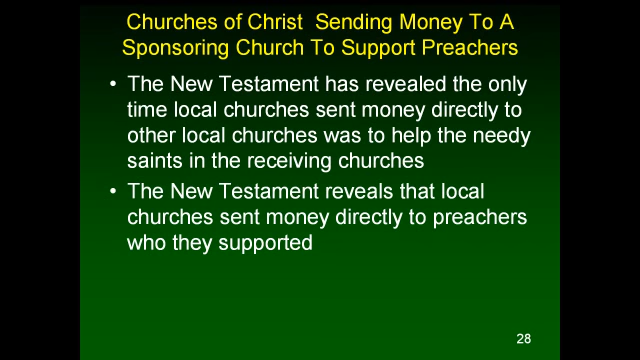 Churches of Christ  Sending Money To A
Sponsoring Church To Support Preachers
• The New Testament has revealed the only
time local churches sent money directly to
other local churches was to help the needy
saints in the receiving churches
• The New Testament reveals that local
churches sent money directly to preachers
who they supported
28